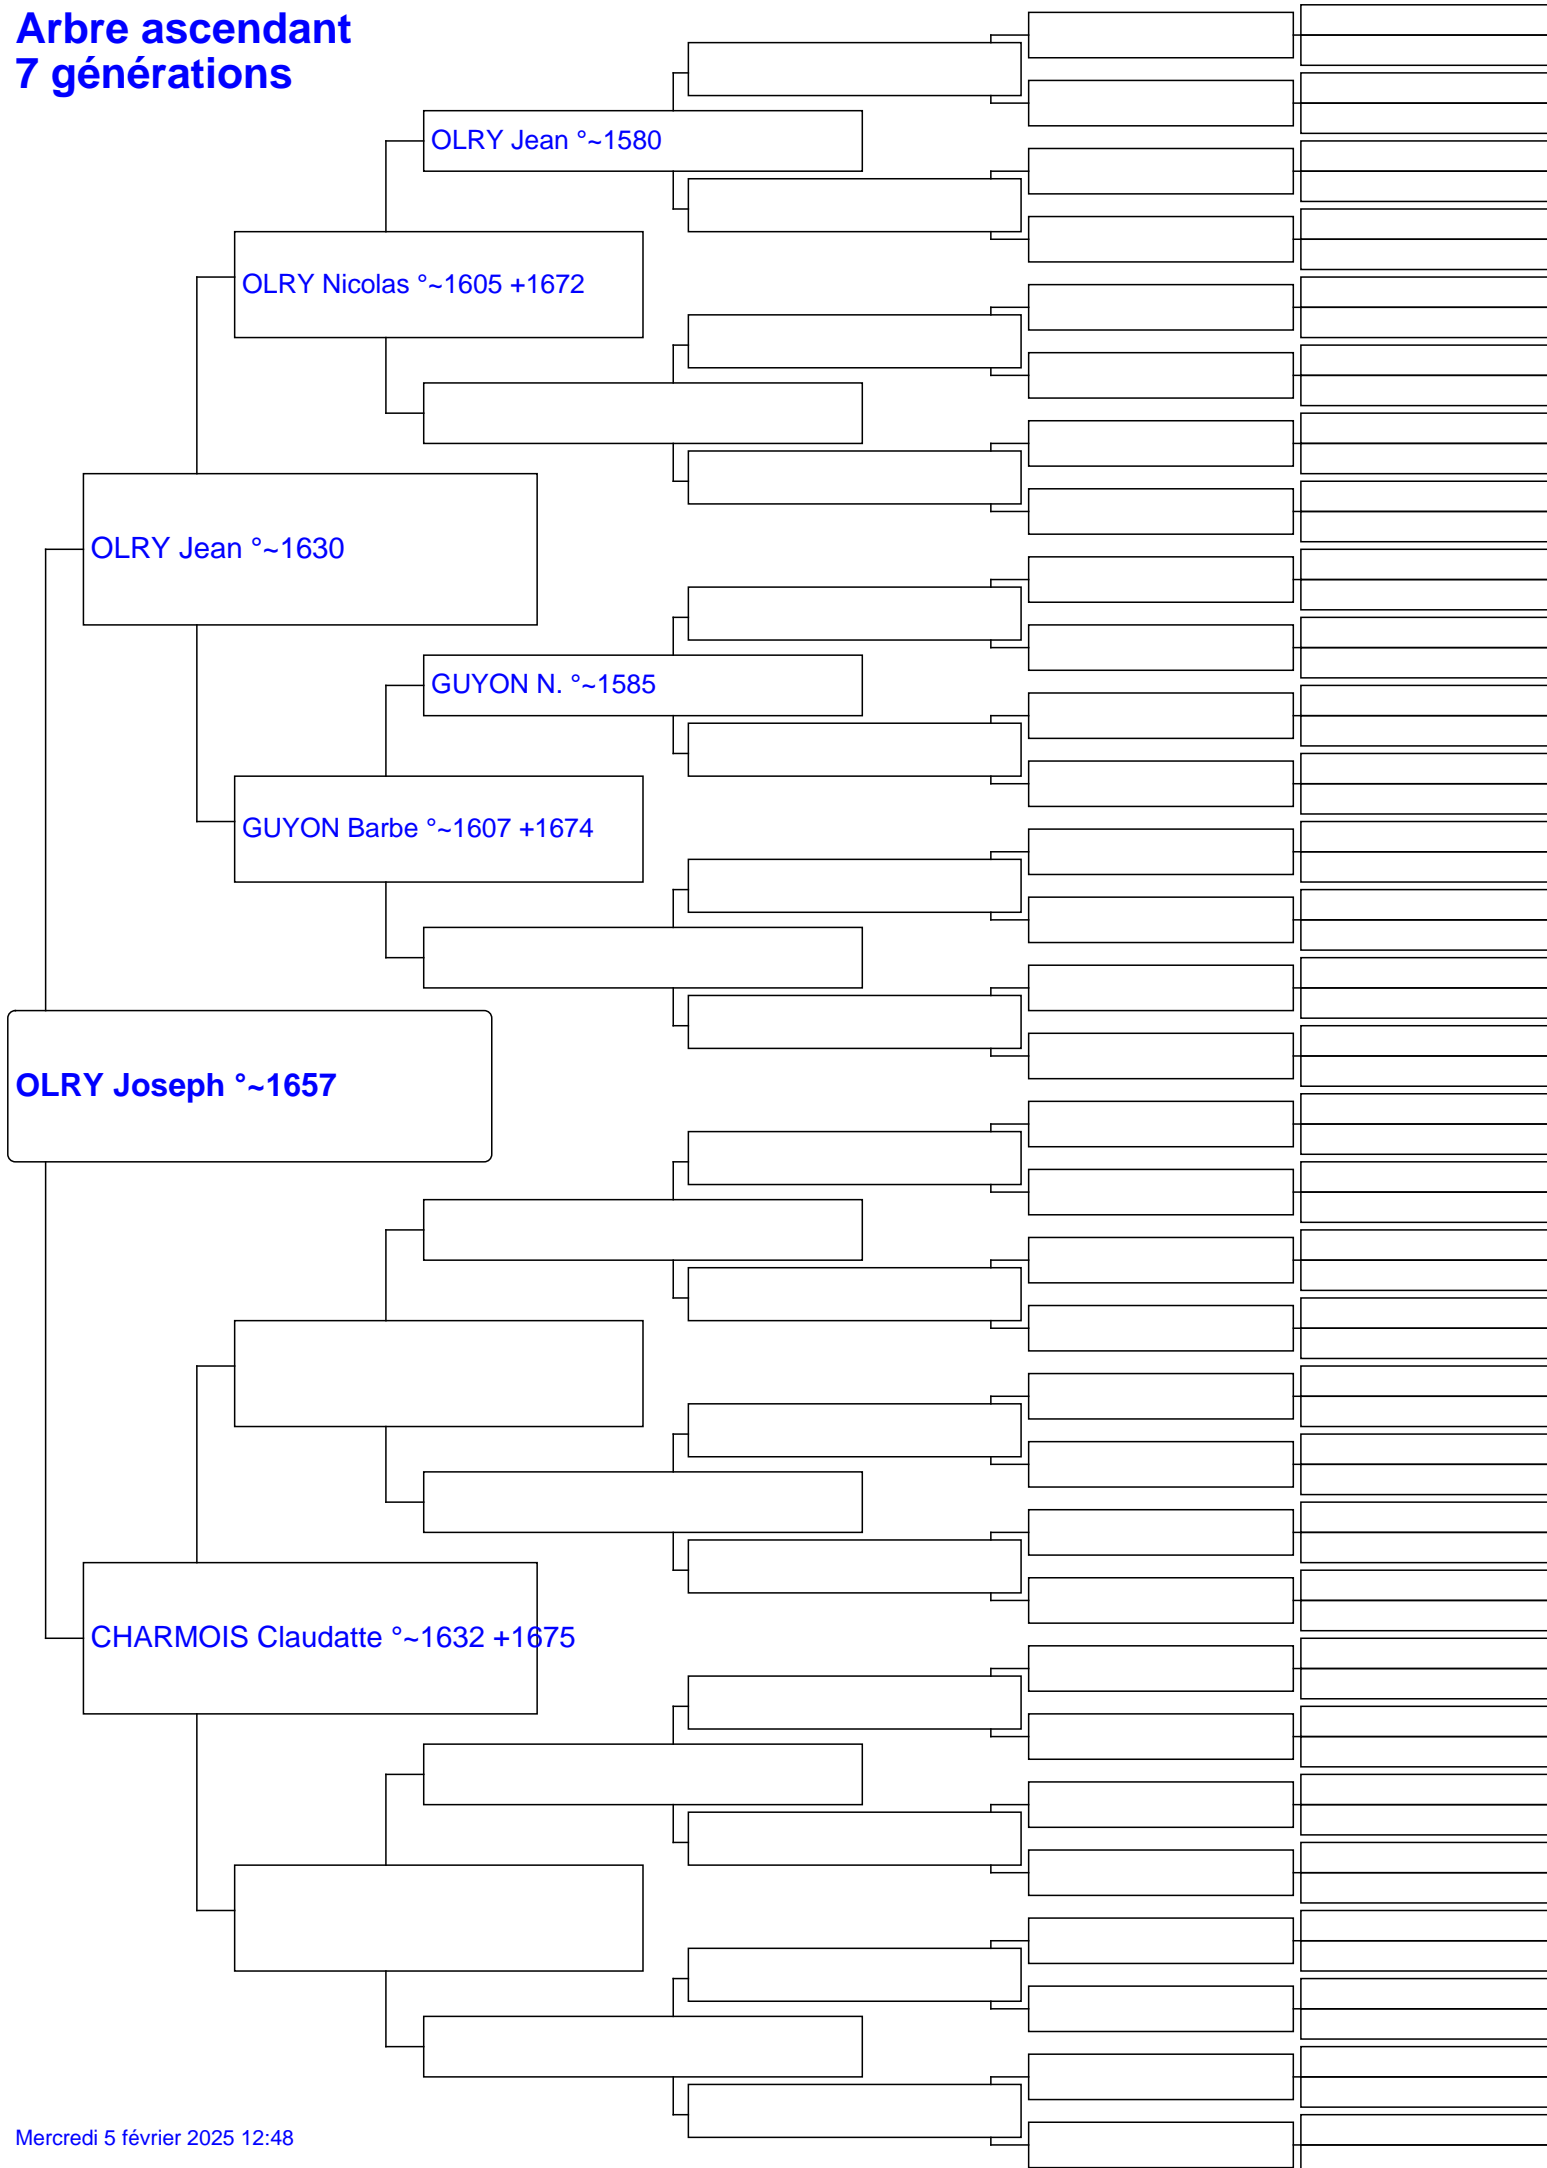 Arbre ascendant
7 générations
OLRY Jean °~1580
OLRY Nicolas °~1605 +1672
OLRY Jean °~1630
GUYON N. °~1585
GUYON Barbe °~1607 +1674
OLRY Joseph °~1657
CHARMOIS Claudatte °~1632 +1675
Mercredi 5 février 2025 12:48